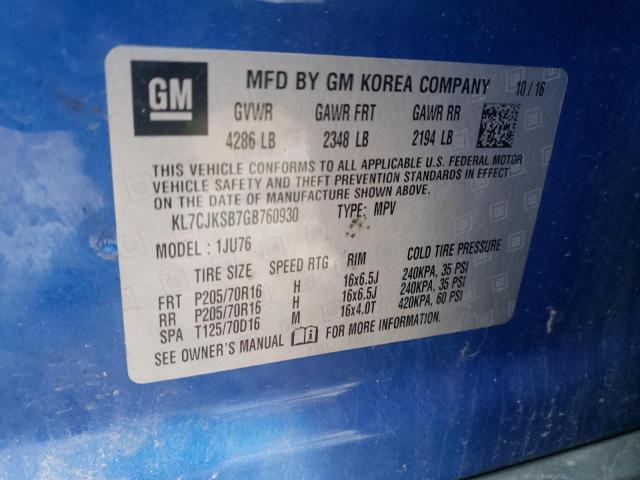 GM MFD BY GM KOREA COMPANY 10/16
GVWR GAWR FRT GAWR RR
4286 LB 2348 LB 2194 LB
THIS VEHICLE CONFORMS TO ALL APPLICABLE U.S. FEDERAL MOTOR
VEHICLE SAFETY AND THEFT PREVENTION STANDARDS IN EFFECT
ON THE DATE OF MANUFACTURE SHOWN ABOVE.
KL7CJKSB7GB760930 TYPE: MPV
MODEL : 1JU76
TIRE SIZE SPEED RTG RIM COLD TIRE PRESSURE
FRT P205/70R16 H 16x6.5J 240KPA, 35 PSI
RR P205/70R16 H 16x6.5J 240KPA, 35 PSI
SPA T125/70D16 M 16x4.0T 420KPA, 60 PSI
SEE OWNER'S MANUAL FOR MORE INFORMATION.